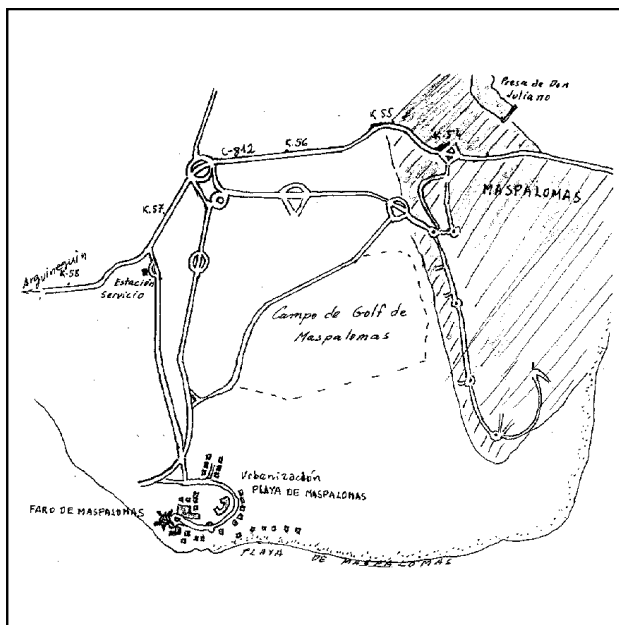 Presa de Don
Juliano
K.55
K.54
C-812
K.56
MASPALOMAS
K.57
Arguineguin
K.58
Estación
Servicio
Campo de Golf de
Maspalomas
Urbanización
PLAYA DE MASPALOMAS
FARO DE MASPALOMAS
PLAYA DE MASPALOMAS